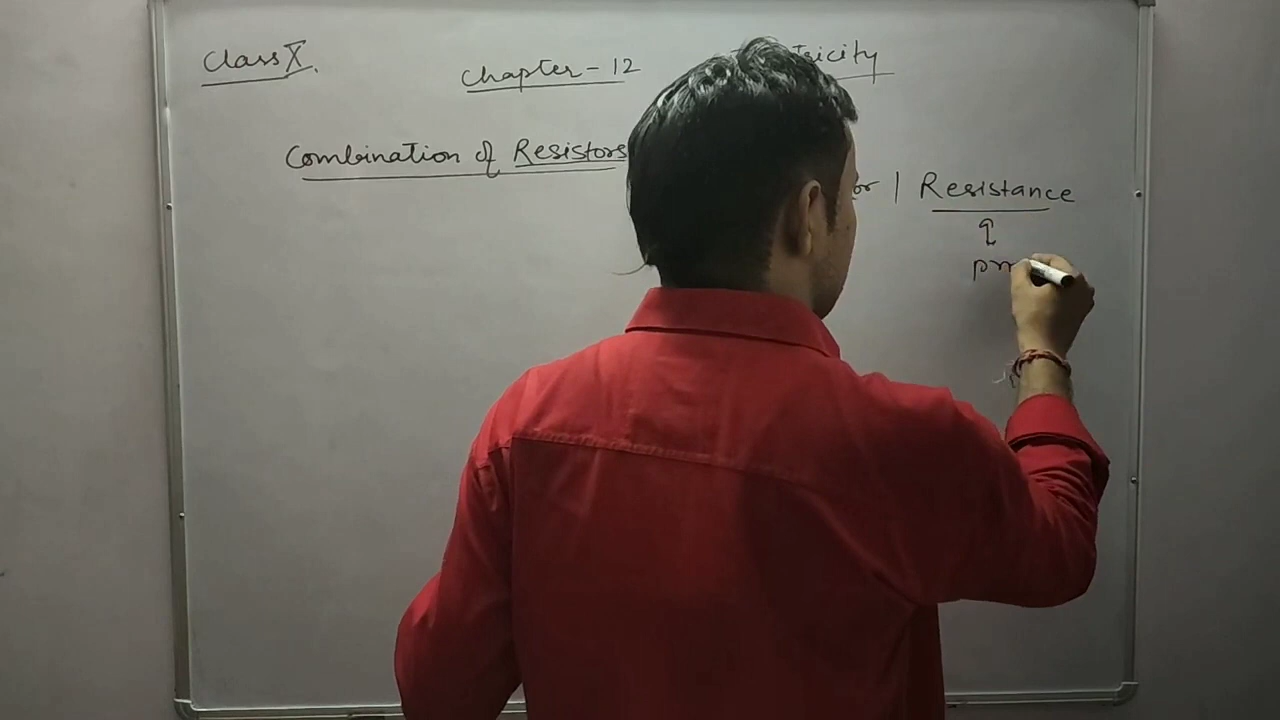 Class X.
Chapter - 12
Combination of Resistors
| Resistance